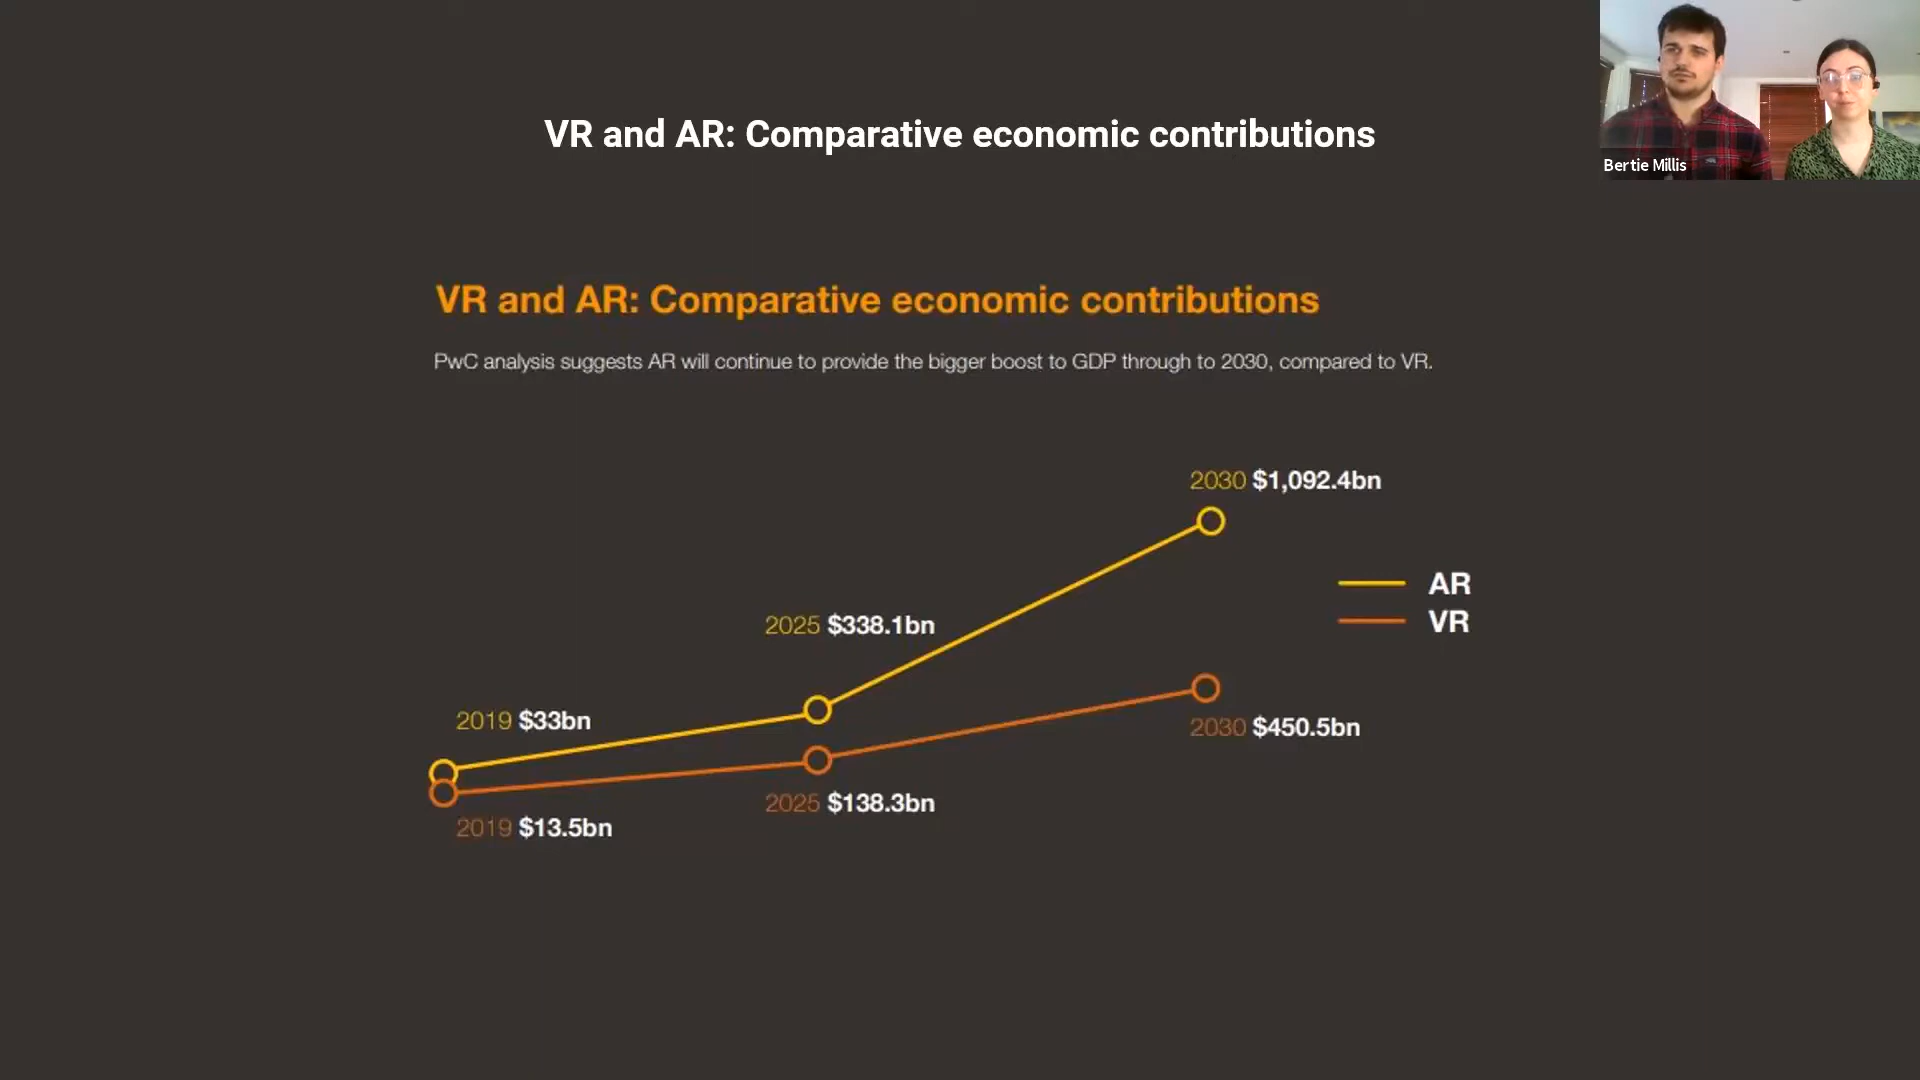 VR and AR: Comparative economic contributions
Bertie Millis
VR and AR: Comparative economic contributions
PwC analysis suggests AR will continue to provide the bigger boost to GDP through to 2030, compared to VR.
2030 $1,092.4bn
AR
VR
2025 $338.1bn
2019 $33bn
2030 $450.5bn
2025 $138.3bn
2019 $13.5bn